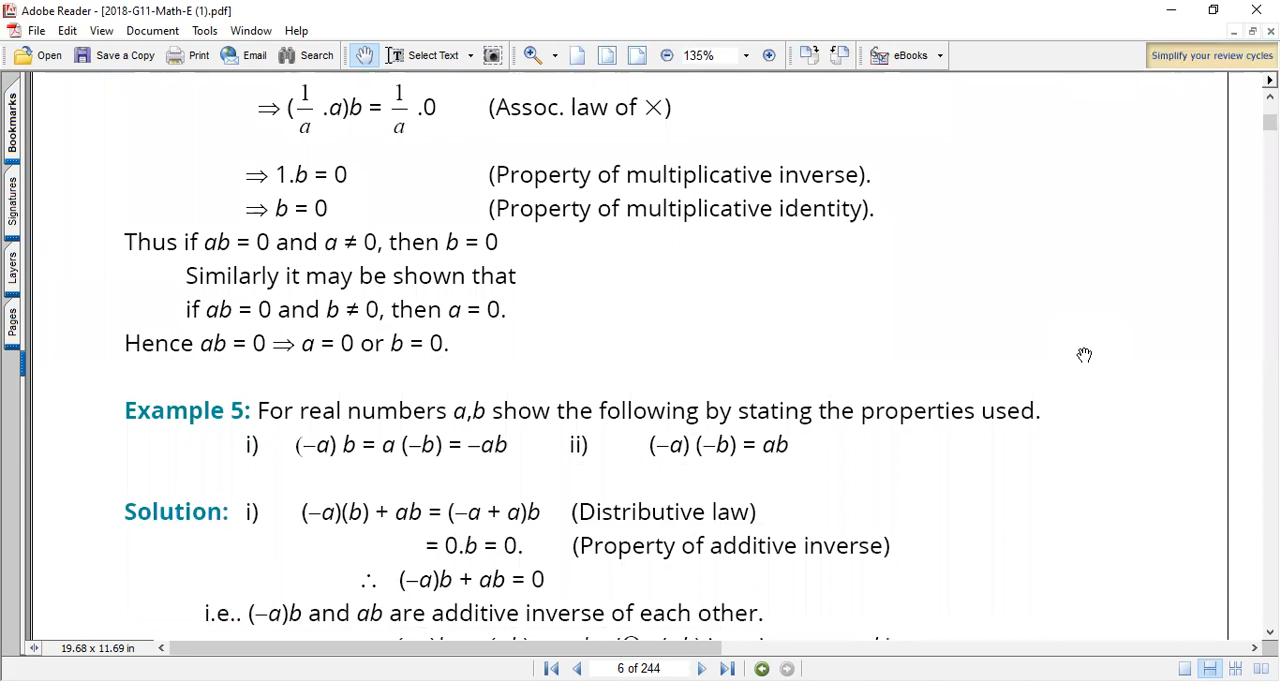 Adobe Reader - [2018-G11-Math-E (1).pdf]
File Edit View Document Tools Window Help
Open Save a Copy Print Email Search Select Text 135% eBooks Simplify your review cycles
Bookmarks
Signatures
Layers
Pages
⇒ (1/a .a)b = 1/a .0 (Assoc. law of ×)
⇒ 1.b = 0 (Property of multiplicative inverse).
⇒ b = 0 (Property of multiplicative identity).
Thus if ab = 0 and a ≠ 0, then b = 0
Similarly it may be shown that
if ab = 0 and b ≠ 0, then a = 0.
Hence ab = 0 ⇒ a = 0 or b = 0.
Example 5: For real numbers a,b show the following by stating the properties used.
i) (−a) b = a (−b) = −ab ii) (−a) (−b) = ab
Solution: i) (−a)(b) + ab = (−a + a)b (Distributive law)
= 0.b = 0. (Property of additive inverse)
∴ (−a)b + ab = 0
i.e.. (−a)b and ab are additive inverse of each other.
19.68 x 11.69 in
6 of 244